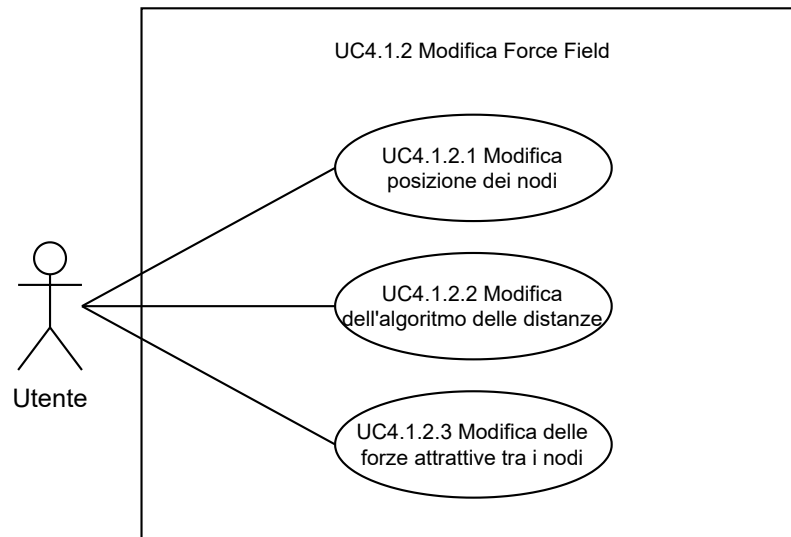 UC4.1.2 Modifica Force Field
UC4.1.2.1 Modifica
posizione dei nodi
UC4.1.2.2 Modifica
dell'algoritmo delle distanze
UC4.1.2.3 Modifica delle
forze attrattive tra i nodi
Utente